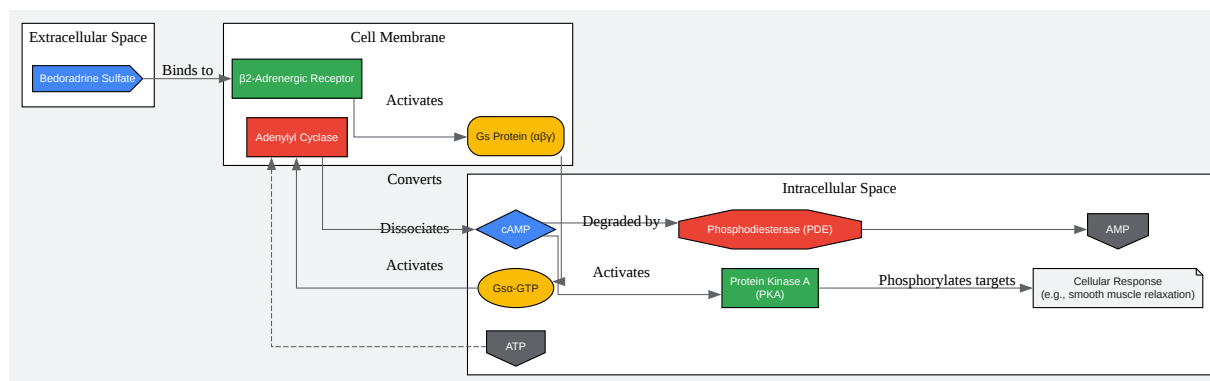 Extracellular Space
Cell Membrane
Bedoradrine Sulfate
Binds to
β2-Adrenergic Receptor
Activates
Adenylyl Cyclase
Gs Protein (αβγ)
Converts
Intracellular Space
Dissociates
cAMP
Degraded by
Phosphodiesterase (PDE)
AMP
Activates
Gsα-GTP
Activates
Protein Kinase A
(PKA)
Phosphorylates targets
Cellular Response
(e.g., smooth muscle relaxation)
ATP